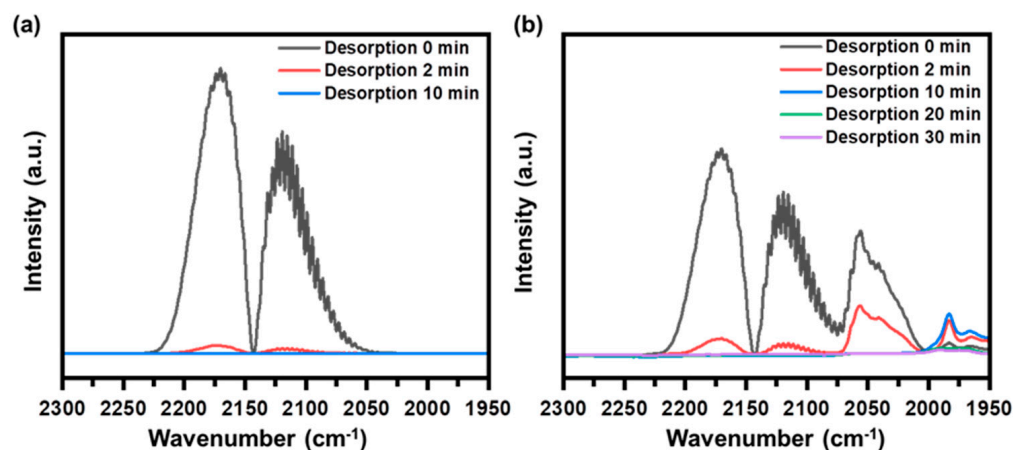 (a)
Desorption 0 min
Desorption 2 min
Desorption 10 min
Intensity (a.u.)
2300 2250 2200 2150 2100 2050 2000 1950
Wavenumber (cm⁻¹)
(b)
Desorption 0 min
Desorption 2 min
Desorption 10 min
Desorption 20 min
Desorption 30 min
Intensity (a.u.)
2300 2250 2200 2150 2100 2050 2000 1950
Wavenumber (cm⁻¹)